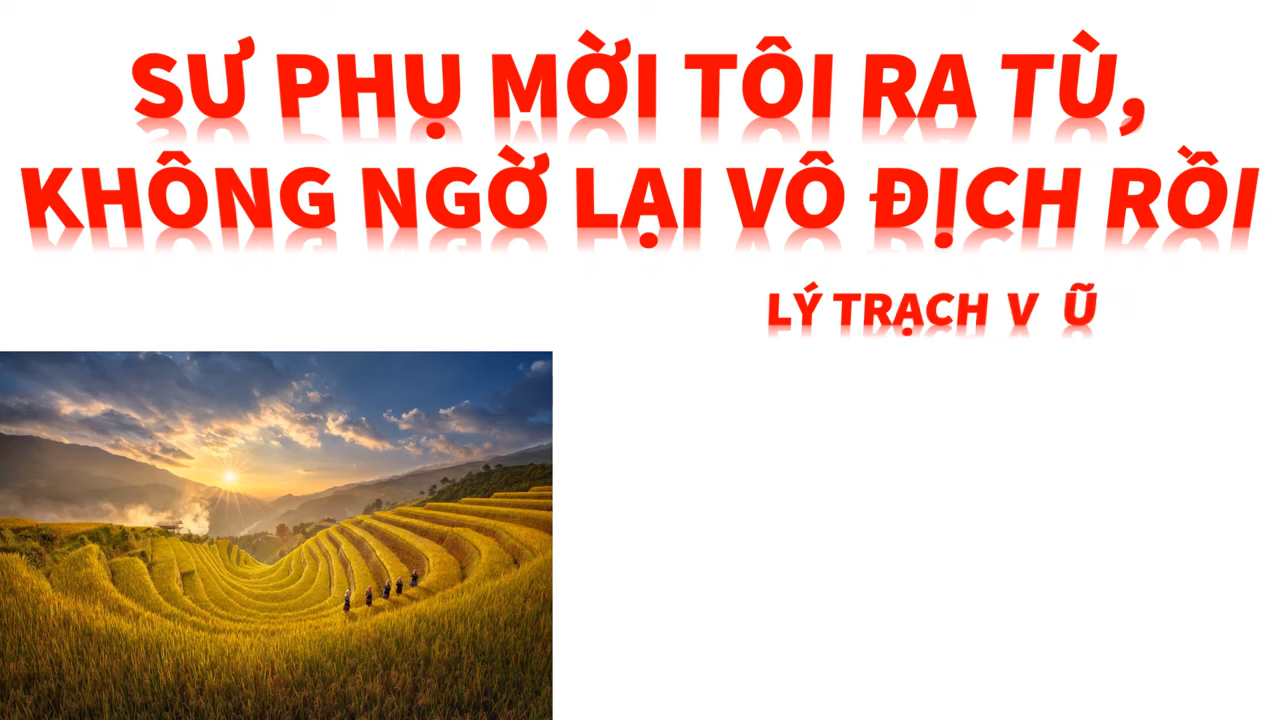 SƯ PHỤ MỜI TÔI RA TÙ,
KHÔNG NGỜ LẠI VÔ ĐỊCH RỒI
LÝ TRẠCH V Ũ